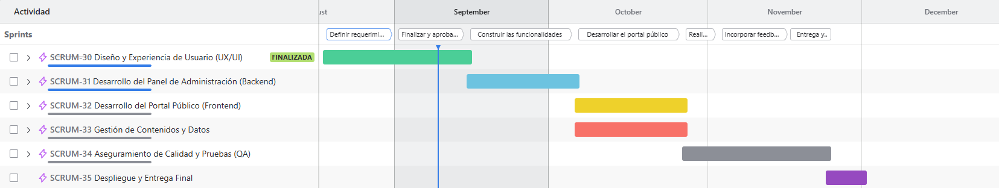 Actividad ust September October November December
Sprints Definir requerimi... Finalizar y aproba... Construir las funcionalidades Desarrollar el portal público Reali... Incorporar feedb... Entrega y..
SCRUM-30 Diseño y Experiencia de Usuario (UX/UI) FINALIZADA
SCRUM-31 Desarrollo del Panel de Administración (Backend)
SCRUM-32 Desarrollo del Portal Público (Frontend)
SCRUM-33 Gestión de Contenidos y Datos
SCRUM-34 Aseguramiento de Calidad y Pruebas (QA)
SCRUM-35 Despliegue y Entrega Final